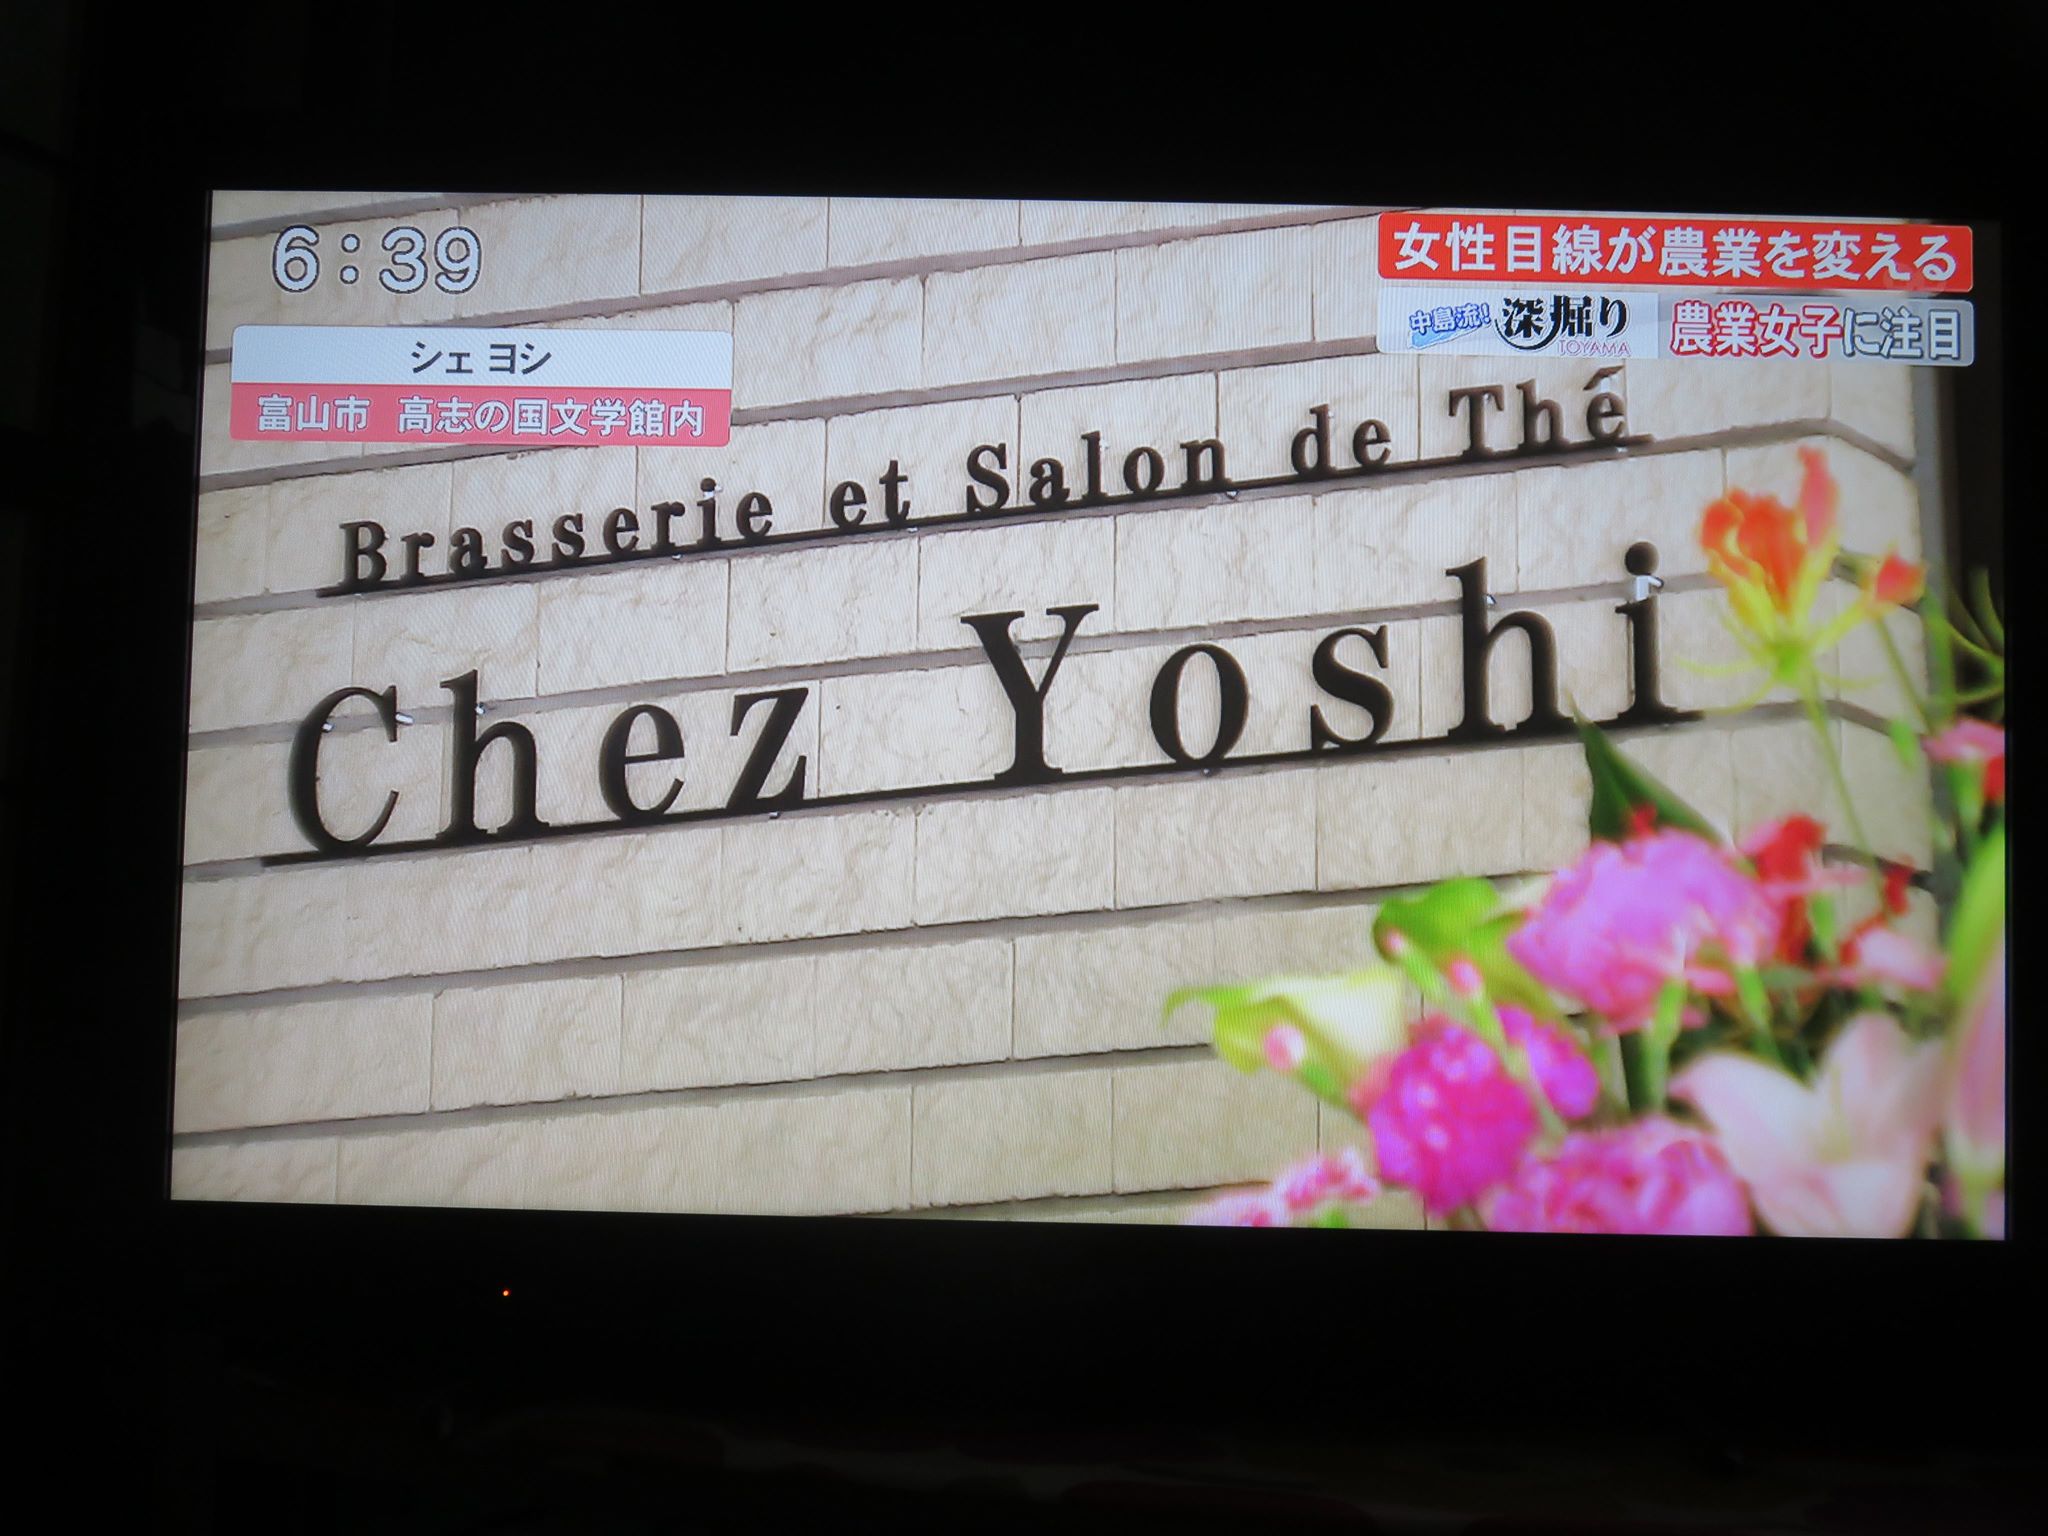 6:39
女性目線が農業を変える
中島流! 深掘り TOYAMA 農業女子に注目
シェ ヨシ
富山市 高志の国文学館内
Brasserie et Salon de Thé
Chez Yoshi